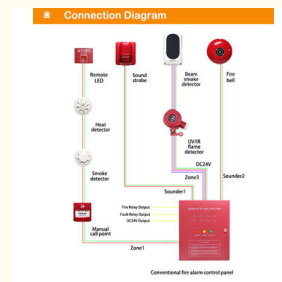 Connection Diagram
Remote
LED
Sound
strobe
Beam
smoke
detector
Fire
bell
Heat
detector
UV/IR
flame
detector
DC24V
Smoke
detector
Zone3
Sounder1
Sounder2
Fire Relay Output
Fault Relay Output
DC24V Output
Manual
call point
Zone1
Conventional fire alarm control panel